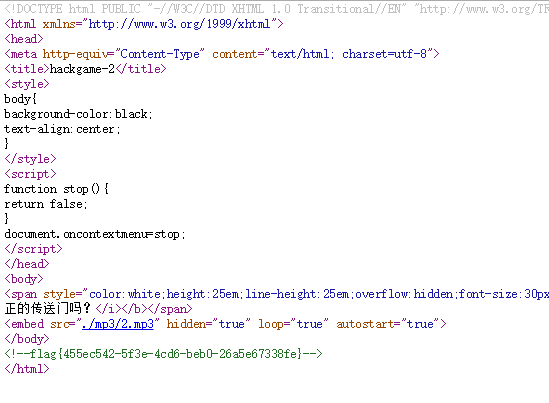 <!DOCTYPE html PUBLIC "-//W3C//DTD XHTML 1.0 Transitional//EN" "http://www.w3.org/TR
<html xmlns="http://www.w3.org/1999/xhtml">
<head>
<meta http-equiv="Content-Type" content="text/html; charset=utf-8">
<title>hackgame-2</title>
<style>
body{
background-color:black;
text-align:center;
}
</style>
<script>
function stop(){
return false;
}
document.oncontextmenu=stop;
</script>
</head>
<body>
<span style="color:white;height:25em;line-height:25em;overflow:hidden;font-size:30px
正的传送门吗？</i></b></span>
<embed src="./mp3/2.mp3" hidden="true" loop="true" autostart="true">
</body>
<!--flag{455ec542-5f3e-4cd6-beb0-26a5e67338fe}-->
</html>